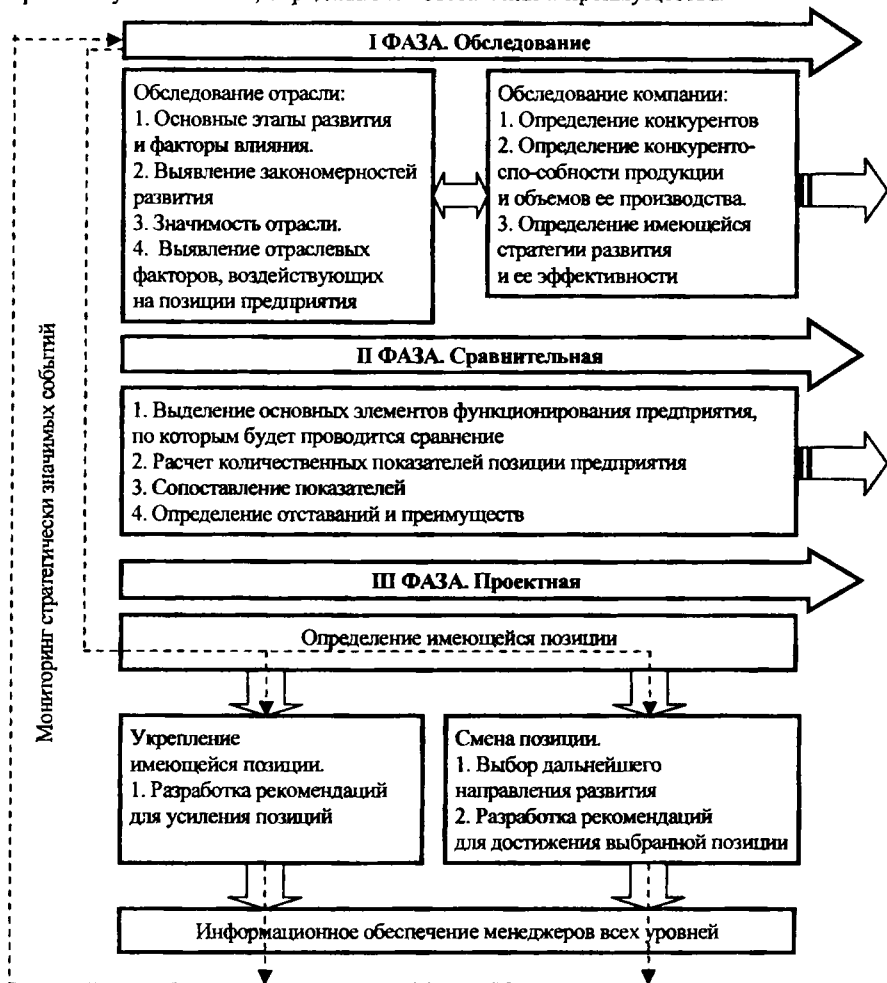 I ФАЗА. Обследование
Обследование отрасли:
1. Основные этапы развития
и факторы влияния.
2. Выявление закономерностей
развития
3. Значимость отрасли.
4. Выявление отраслевых
факторов, воздействующих
на позиции предприятия
Обследование компании:
1. Определение конкурентов
2. Определение конкуренто-
спо-собности продукции
и объемов ее производства.
3. Определение имеющейся
стратегии развития
и ее эффективности
II ФАЗА. Сравнительная
1. Выделение основных элементов функционирования предприятия,
по которым будет проводится сравнение
2. Расчет количественных показателей позиции предприятия
3. Сопоставление показателей
4. Определение отставаний и преимуществ
III ФАЗА. Проектная
Определение имеющейся позиции
Укрепление
имеющейся позиции.
1. Разработка рекомендаций
для усиления позиций
Смена позиции.
1. Выбор дальнейшего
направления развития
2. Разработка рекомендаций
для достижения выбранной позиции
Информационное обеспечение менеджеров всех уровней
Мониторинг стратегически значимых событий